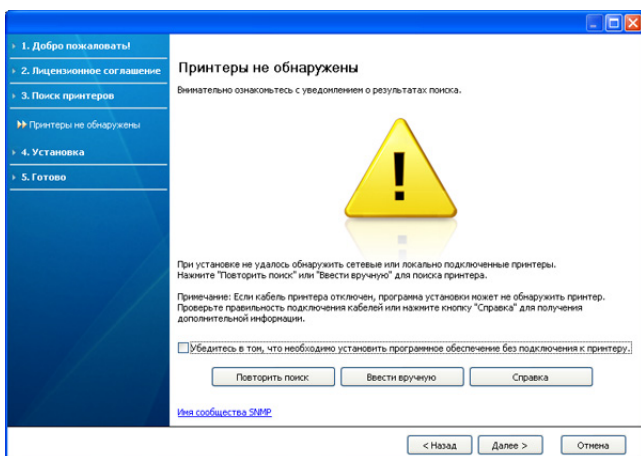 1. Добро пожаловать!
2. Лицензионное соглашение
3. Поиск принтеров
Принтеры не обнаружены
4. Установка
5. Готово
Принтеры не обнаружены
Внимательно ознакомьтесь с уведомлением о результатах поиска.
При установке не удалось обнаружить сетевые или локально подключенные принтеры.
Нажмите "Повторить поиск" или "Ввести вручную" для поиска принтера.
Примечание: Если кабель принтера отключен, программа установки может не обнаружить принтер.
Проверьте правильность подключения кабелей или нажмите кнопку "Справка" для получения
дополнительной информации.
Убедитесь в том, что необходимо установить программное обеспечение без подключения к принтеру.
Повторить поиск
Ввести вручную
Справка
Имя сообщества SNMP
< Назад
Далее >
Отмена